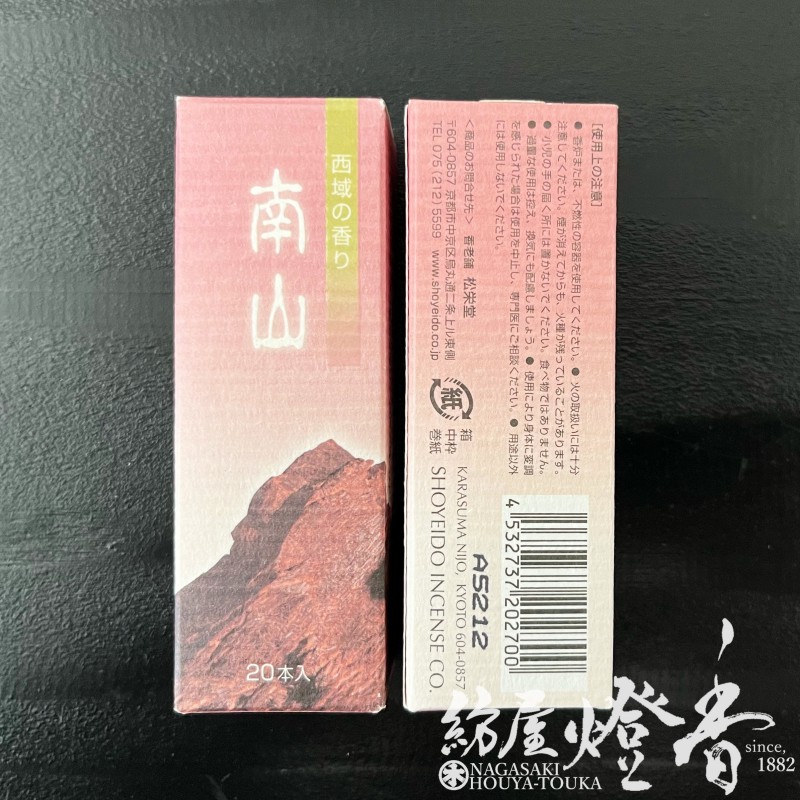 西域の香り
南山
20本入
[使用上の注意]
● 香炉または、不燃性の容器を使用してください。● 火の取扱いには十分
注意してください。煙が消えてからも、火種が残っていることがあります。
● 小児の手の届く所には置かないでください。食べ物ではありません。
● 過量な使用は控え、換気にも配慮しましょう。● 使用により身体に変調
を感じられた場合は使用を中止し、専門医にご相談ください。● 用途以外
には使用しないでください。
<商品のお問合せ先> 香老舗 松栄堂
〒604-0857 京都市中京区烏丸通二条上ル東側
TEL 075 (212) 5599 www.shoyeido.co.jp
紙
箱
中枠
巻紙
KARASUMA NIJO, KYOTO 604-0857
SHOYEIDO INCENSE CO.
A5212
4 532737 202700
紡屋燈香
since,
1882
NAGASAKI
HOUYA-TOUKA